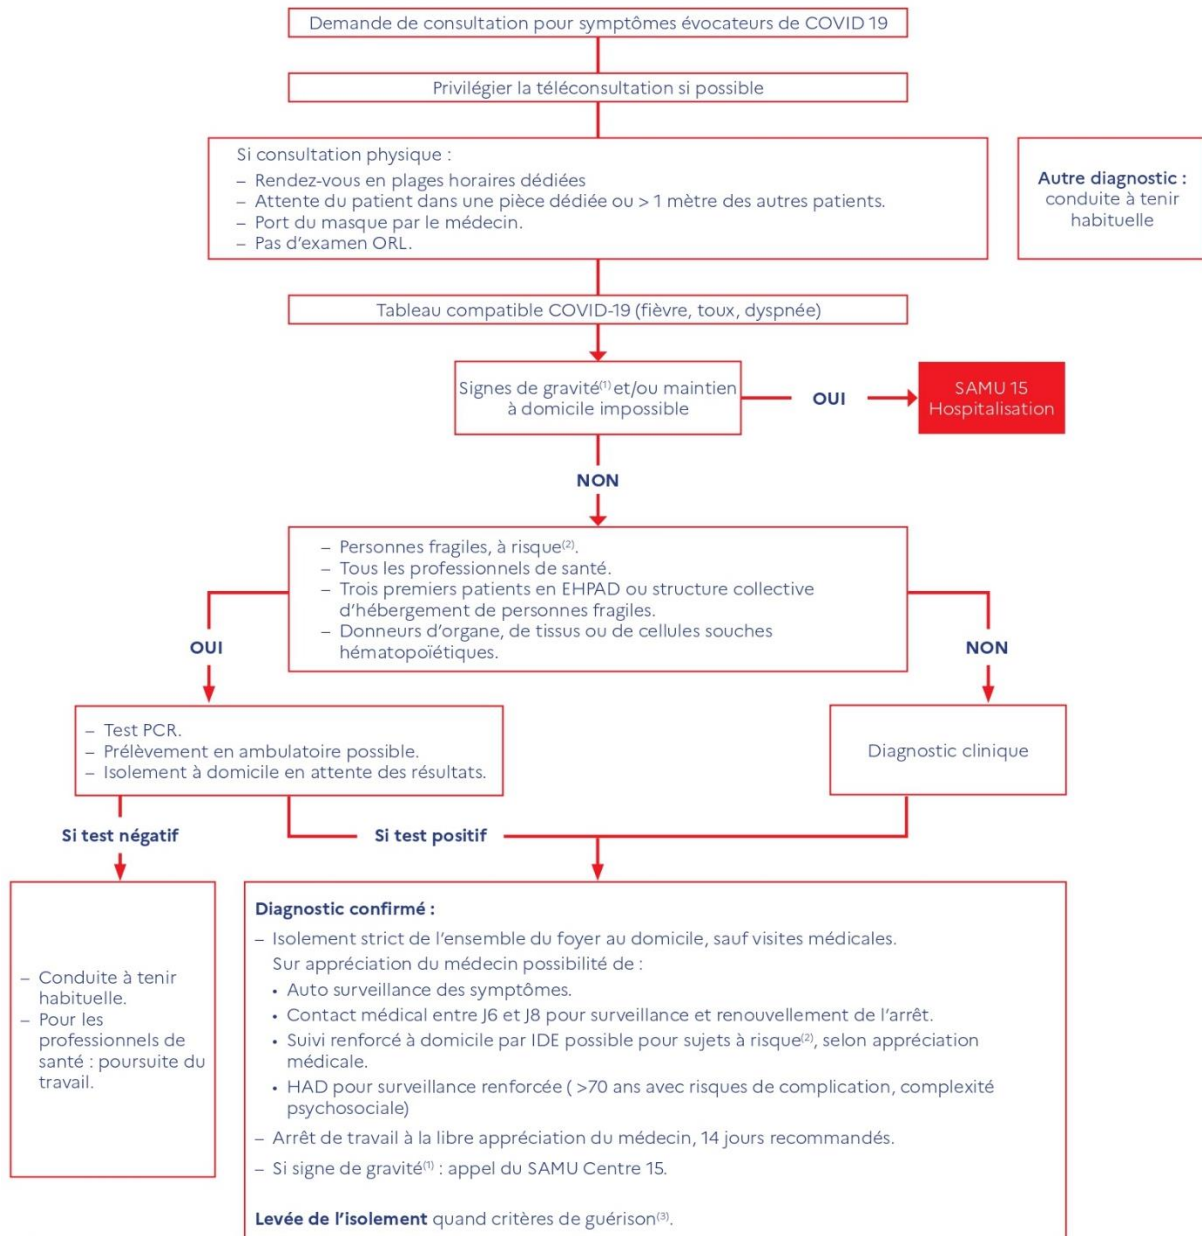 Demande de consultation pour symptômes évocateurs de COVID 19
Privilégier la téléconsultation si possible
Si consultation physique :
– Rendez-vous en plages horaires dédiées
– Attente du patient dans une pièce dédiée ou > 1 mètre des autres patients.
– Port du masque par le médecin.
– Pas d’examen ORL.
Autre diagnostic :
conduite à tenir
habituelle
Tableau compatible COVID-19 (fièvre, toux, dyspnée)
Signes de gravité(1) et/ou maintien
à domicile impossible
OUI
SAMU 15
Hospitalisation
NON
– Personnes fragiles, à risque(2).
– Tous les professionnels de santé.
– Trois premiers patients en EHPAD ou structure collective
d’hébergement de personnes fragiles.
– Donneurs d’organe, de tissus ou de cellules souches
hématopoïétiques.
OUI
NON
– Test PCR.
– Prélèvement en ambulatoire possible.
– Isolement à domicile en attente des résultats.
Diagnostic clinique
Si test négatif
Si test positif
– Conduite à tenir
habituelle.
– Pour les
professionnels de
santé : poursuite du
travail.
Diagnostic confirmé :
– Isolement strict de l’ensemble du foyer au domicile, sauf visites médicales.
Sur appréciation du médecin possibilité de :
• Auto surveillance des symptômes.
• Contact médical entre J6 et J8 pour surveillance et renouvellement de l’arrêt.
• Suivi renforcé à domicile par IDE possible pour sujets à risque(2), selon appréciation
médicale.
• HAD pour surveillance renforcée ( >70 ans avec risques de complication, complexité
psychosociale)
– Arrêt de travail à la libre appréciation du médecin, 14 jours recommandés.
– Si signe de gravité(1) : appel du SAMU Centre 15.
Levée de l’isolement quand critères de guérison(3).